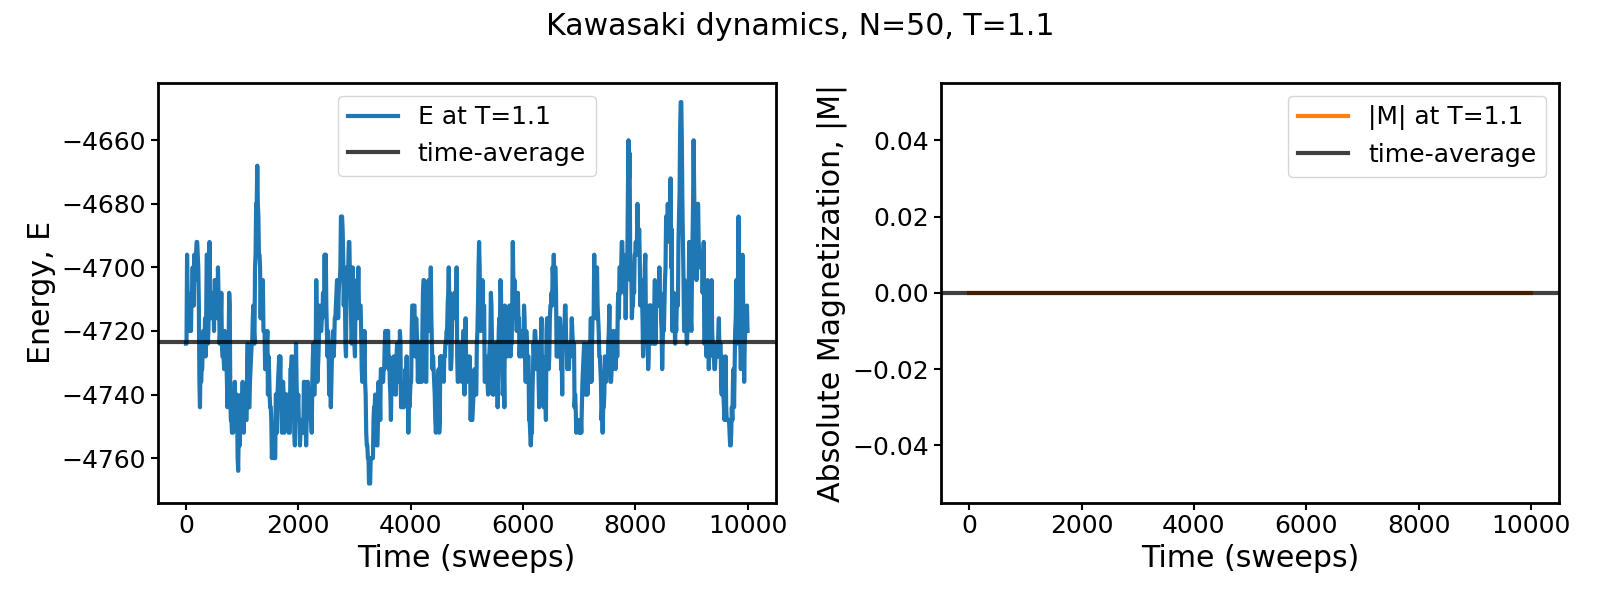 Kawasaki dynamics, N=50, T=1.1
Energy, E
−4660
−4680
−4700
−4720
−4740
−4760
E at T=1.1
time-average
0
2000
4000
6000
8000
10000
Time (sweeps)
Absolute Magnetization, |M|
0.04
0.02
0.00
−0.02
−0.04
|M| at T=1.1
time-average
0
2000
4000
6000
8000
10000
Time (sweeps)